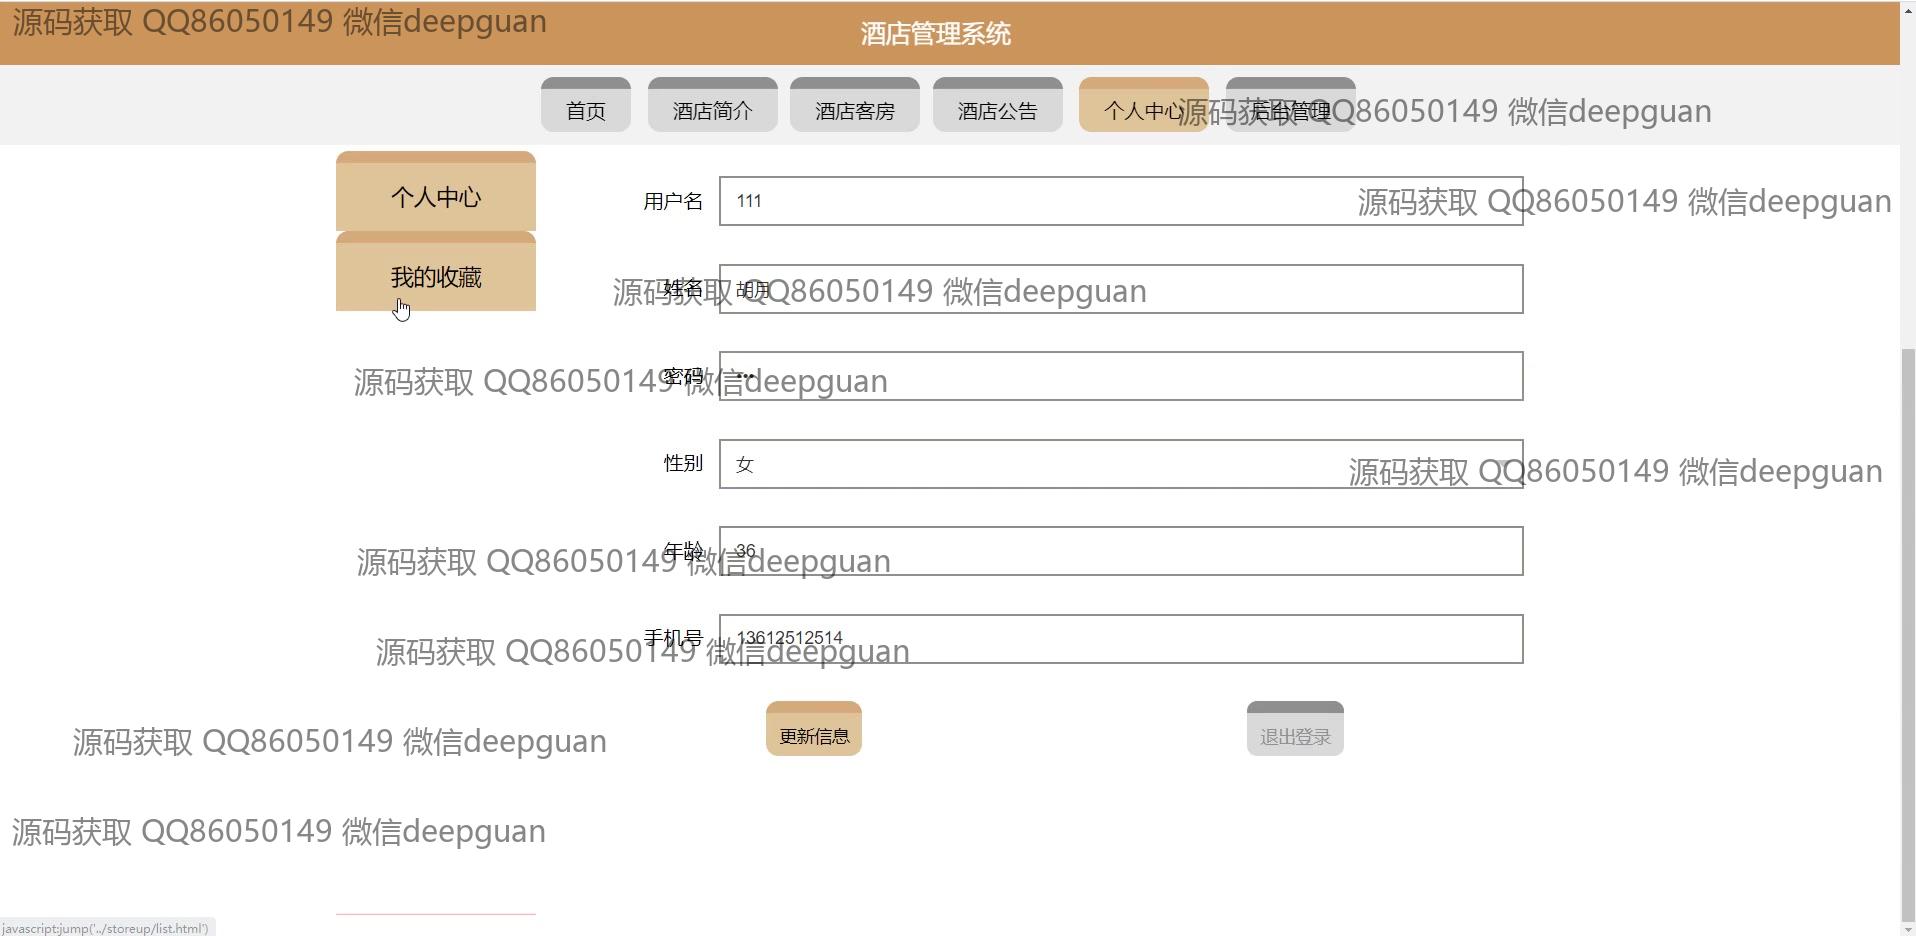 源码获取 QQ86050149 微信deepguan
酒店管理系统
首页
酒店简介
酒店客房
酒店公告
个人中心
后台管理
源码获取 QQ86050149 微信deepguan
个人中心
用户名
111
源码获取 QQ86050149 微信deepguan
我的收藏
姓名
胡月
源码获取 QQ86050149 微信deepguan
密码
•••
源码获取 QQ86050149 微信deepguan
性别
女
源码获取 QQ86050149 微信deepguan
年龄
36
源码获取 QQ86050149 微信deepguan
手机号
13612512514
源码获取 QQ86050149 微信deepguan
更新信息
退出登录
源码获取 QQ86050149 微信deepguan
源码获取 QQ86050149 微信deepguan
javascript:jump('../storeup/list.html')